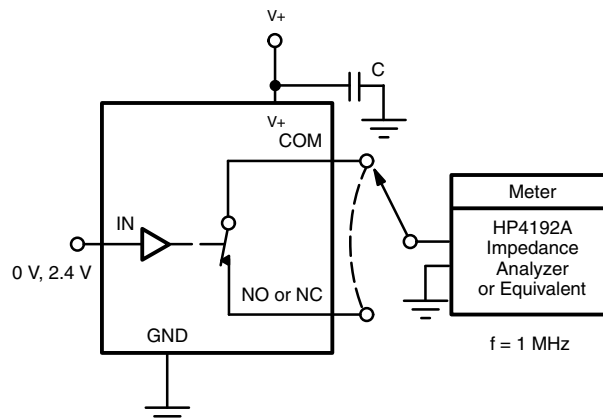 V+
C
V+
COM
IN
0 V, 2.4 V
NO or NC
GND
Meter
HP4192A
Impedance
Analyzer
or Equivalent
f = 1 MHz